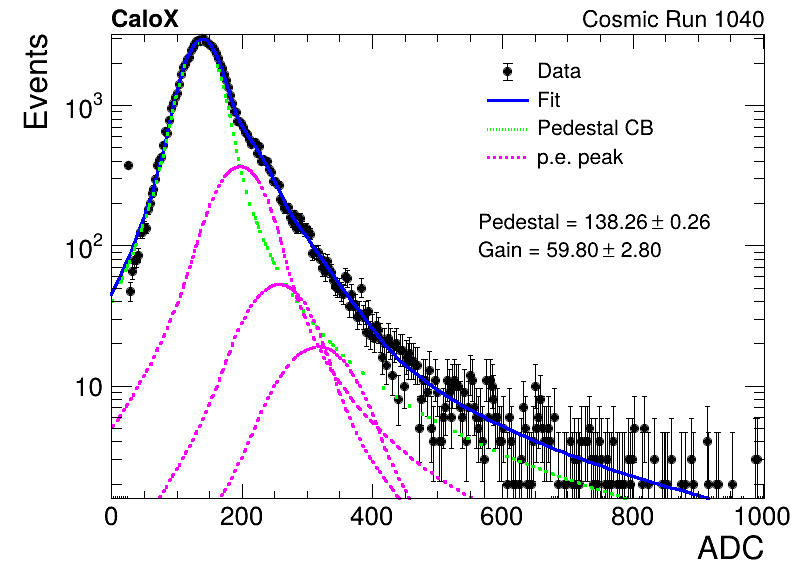 CaloX Cosmic Run 1040
Events
10³
10²
10
Data
Fit
Pedestal CB
p.e. peak
Pedestal = 138.26 ± 0.26
Gain = 59.80 ± 2.80
0 200 400 600 800 1000
ADC